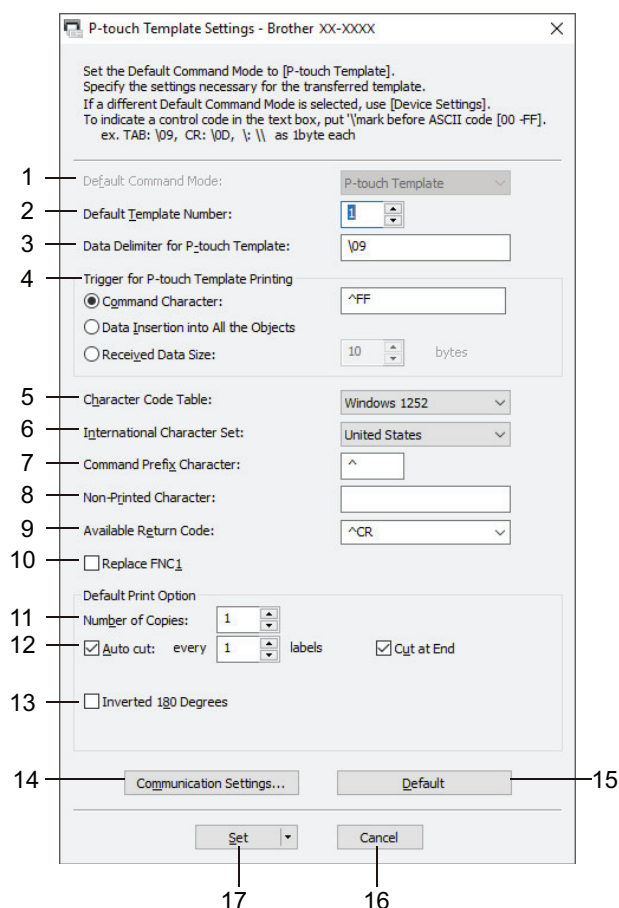 P-touch Template Settings - Brother XX-XXXX
Set the Default Command Mode to [P-touch Template].
Specify the settings necessary for the transferred template.
If a different Default Command Mode is selected, use [Device Settings].
To indicate a control code in the text box, put '\'mark before ASCII code [00 -FF].
ex. TAB: \09, CR: \0D, \: \\ as 1byte each
1 Default Command Mode: P-touch Template
2 Default Template Number: 1
3 Data Delimiter for P-touch Template: \09
4 Trigger for P-touch Template Printing
Command Character: ^FF
Data Insertion into All the Objects
Received Data Size: 10 bytes
5 Character Code Table: Windows 1252
6 International Character Set: United States
7 Command Prefix Character: ^
8 Non-Printed Character:
9 Available Return Code: ^CR
10 Replace FNC1
Default Print Option
11 Number of Copies: 1
12 Auto cut: every 1 labels Cut at End
13 Inverted 180 Degrees
14 Communication Settings... Default 15
Set Cancel
17 16